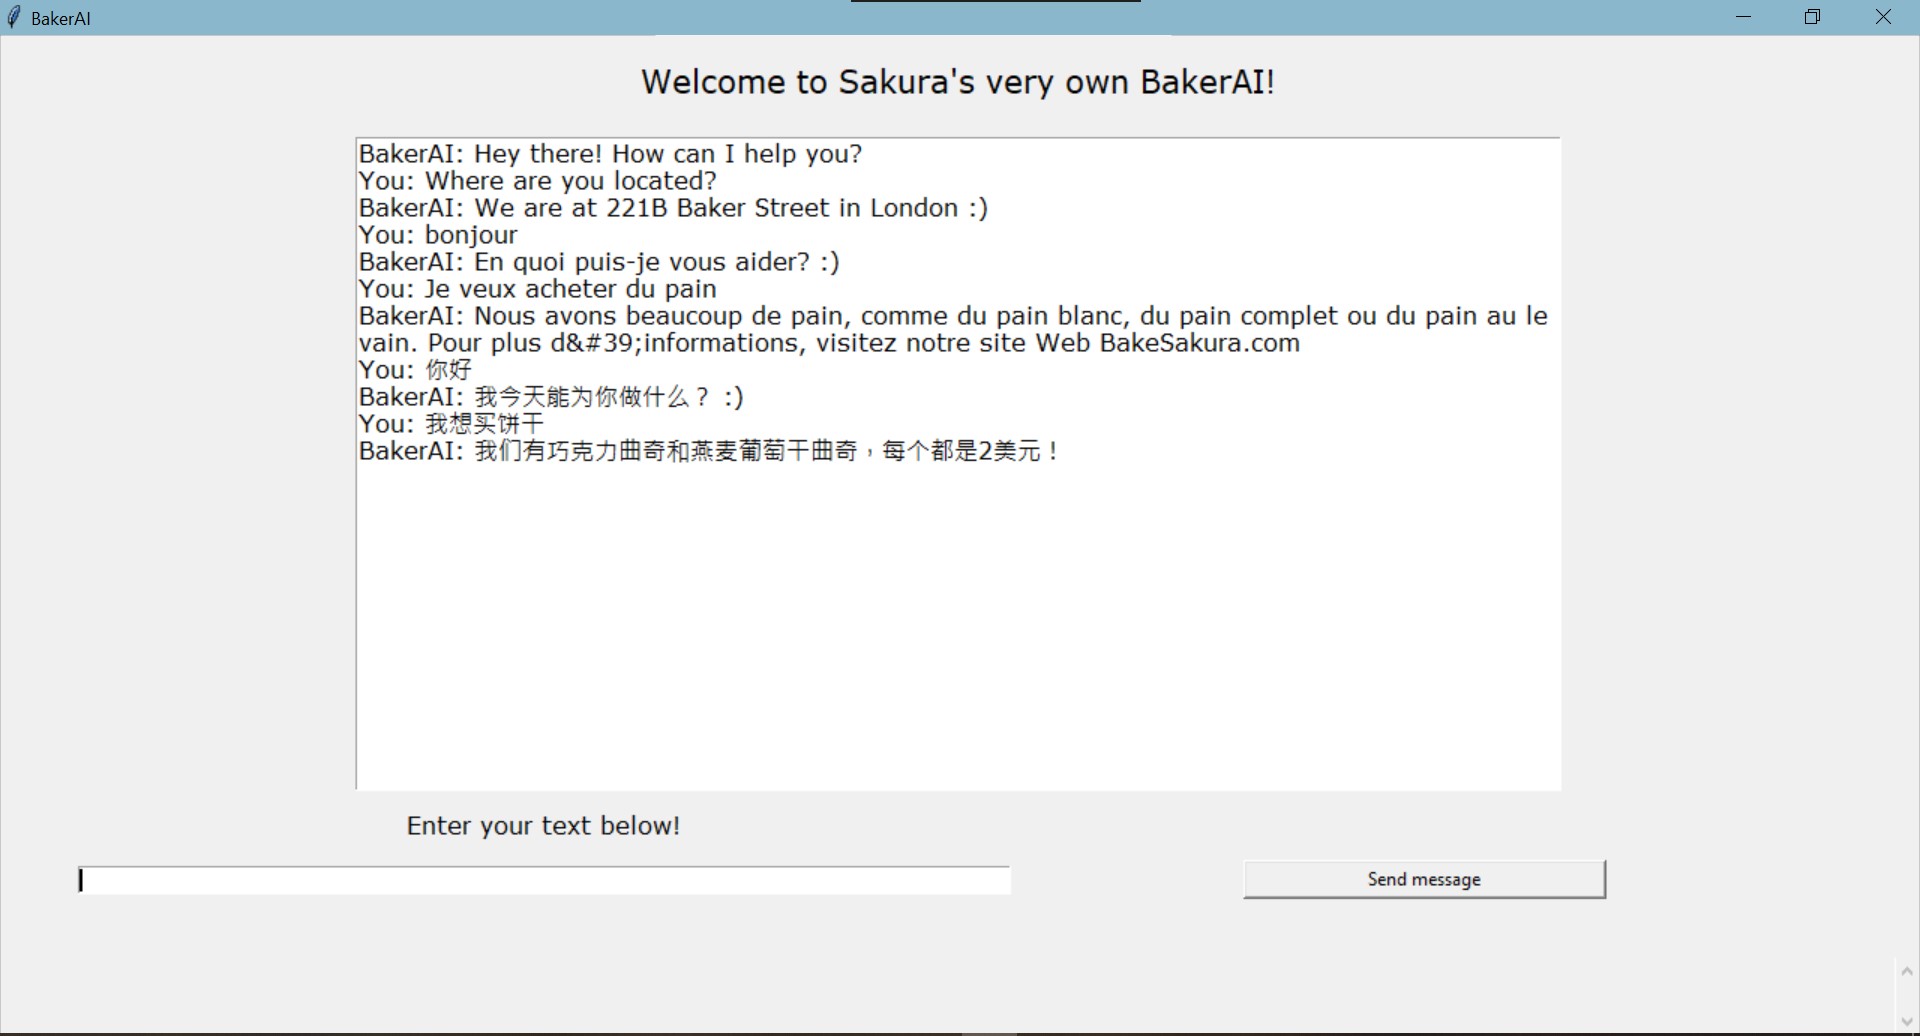 BakerAI
Welcome to Sakura's very own BakerAI!
BakerAI: Hey there! How can I help you?
You: Where are you located?
BakerAI: We are at 221B Baker Street in London :)
You: bonjour
BakerAI: En quoi puis-je vous aider? :)
You: Je veux acheter du pain
BakerAI: Nous avons beaucoup de pain, comme du pain blanc, du pain complet ou du pain au le
vain. Pour plus d&#39;informations, visitez notre site Web BakeSakura.com
You: 你好
BakerAI: 我今天能为你做什么？ :)
You: 我想买饼干
BakerAI: 我们有巧克力曲奇和燕麦葡萄干曲奇，每个都是2美元！
Enter your text below!
Send message